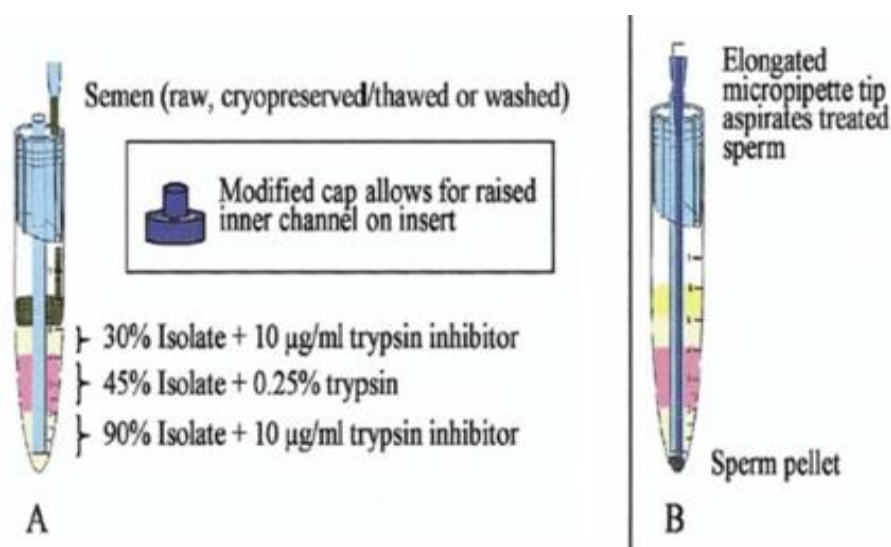 Semen (raw, cryopreserved/thawed or washed)
Modified cap allows for raised
inner channel on insert
30% Isolate + 10 µg/ml trypsin inhibitor
45% Isolate + 0.25% trypsin
90% Isolate + 10 µg/ml trypsin inhibitor
A
Elongated
micropipette tip
aspirates treated
sperm
Sperm pellet
B